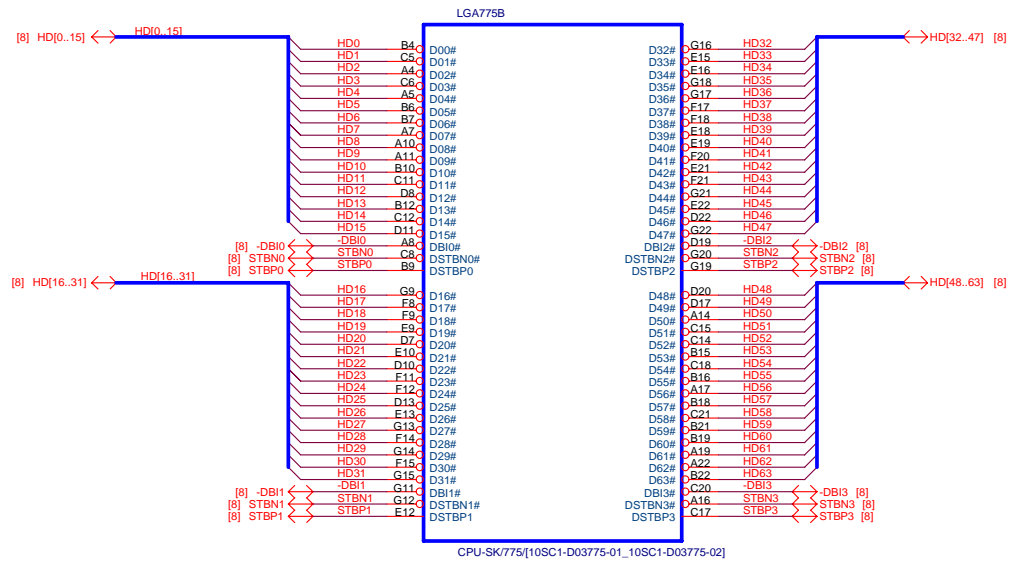 LGA775B
[8] HD[0..15] HD[0..15] HD[32..47] [8]
HD0 B4 D00# D32# G16 HD32
HD1 C5 D01# D33# E15 HD33
HD2 A4 D02# D34# E16 HD34
HD3 C6 D03# D35# G18 HD35
HD4 A5 D04# D36# G17 HD36
HD5 B6 D05# D37# F17 HD37
HD6 B7 D06# D38# F18 HD38
HD7 A7 D07# D39# E18 HD39
HD8 A10 D08# D40# E19 HD40
HD9 A11 D09# D41# F20 HD41
HD10 B10 D10# D42# E21 HD42
HD11 C11 D11# D43# F21 HD43
HD12 D8 D12# D44# G21 HD44
HD13 B12 D13# D45# E22 HD45
HD14 C12 D14# D46# D22 HD46
HD15 D11 D15# D47# G22 HD47
[8] -DBI0 -DBI0 A8 DBI0# DBI2# D19 -DBI2 -DBI2 [8]
[8] STBN0 STBN0 C8 DSTBN0# DSTBN2# G20 STBN2 STBN2 [8]
[8] STBP0 STBP0 B9 DSTBP0 DSTBP2 G19 STBP2 STBP2 [8]
[8] HD[16..31] HD[16..31] HD[48..63] [8]
HD16 G9 D16# D48# D20 HD48
HD17 F8 D17# D49# D17 HD49
HD18 F9 D18# D50# A14 HD50
HD19 E9 D19# D51# C15 HD51
HD20 D7 D20# D52# C14 HD52
HD21 E10 D21# D53# B15 HD53
HD22 D10 D22# D54# C18 HD54
HD23 F11 D23# D55# B16 HD55
HD24 F12 D24# D56# A17 HD56
HD25 D13 D25# D57# B18 HD57
HD26 E13 D26# D58# C21 HD58
HD27 G13 D27# D59# B21 HD59
HD28 F14 D28# D60# B19 HD60
HD29 G14 D29# D61# A19 HD61
HD30 F15 D30# D62# A22 HD62
HD31 G15 D31# D63# B22 HD63
[8] -DBI1 -DBI1 G11 DBI1# DBI3# C20 -DBI3 -DBI3 [8]
[8] STBN1 STBN1 G12 DSTBN1# DSTBN3# A16 STBN3 STBN3 [8]
[8] STBP1 STBP1 E12 DSTBP1 DSTBP3 C17 STBP3 STBP3 [8]
CPU-SK/775/[10SC1-D03775-01_10SC1-D03775-02]